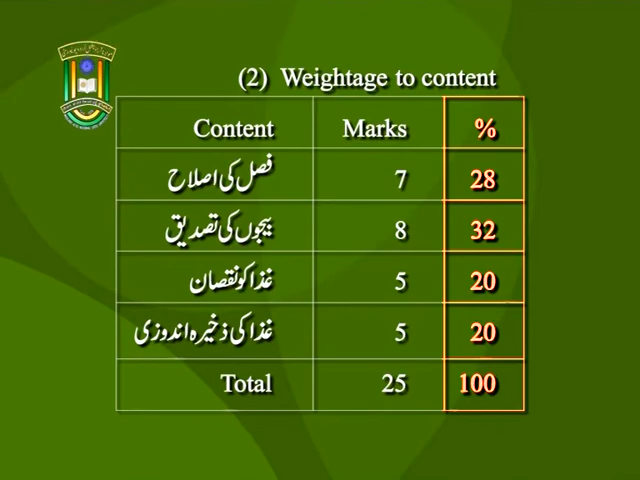 (2) Weightage to content
Content Marks %
فصل کی اصلاح 7 28
بیجوں کی تصدیق 8 32
غذا کو نقصان 5 20
غذا کی ذخیرہ اندوزی 5 20
Total 25 100